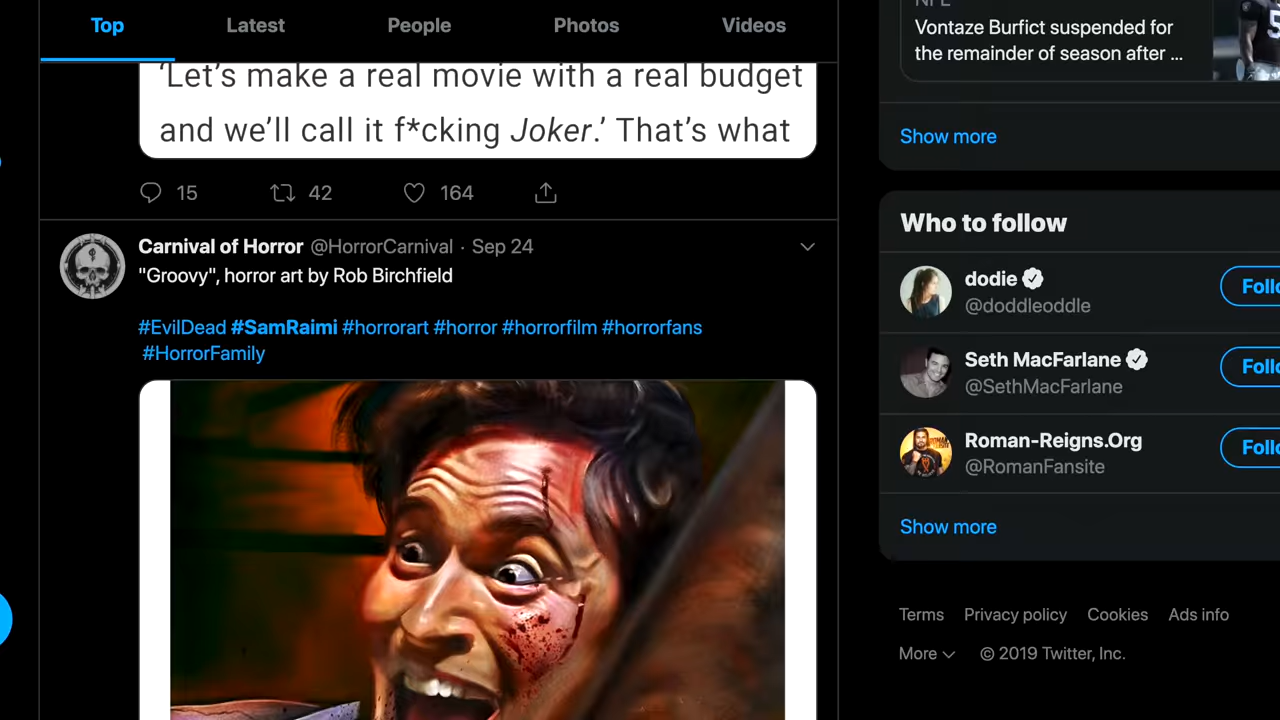 Top Latest People Photos Videos
'Let's make a real movie with a real budget
and we'll call it f*cking Joker.' That's what
15 42 164
Carnival of Horror @HorrorCarnival · Sep 24
"Groovy", horror art by Rob Birchfield
#EvilDead #SamRaimi #horrorart #horror #horrorfilm #horrorfans
#HorrorFamily
NFL
Vontaze Burfict suspended for
the remainder of season after ...
Show more
Who to follow
dodie
@doddleoddle
Follo
Seth MacFarlane
@SethMacFarlane
Follo
Roman-Reigns.Org
@RomanFansite
Follo
Show more
Terms Privacy policy Cookies Ads info
More © 2019 Twitter, Inc.